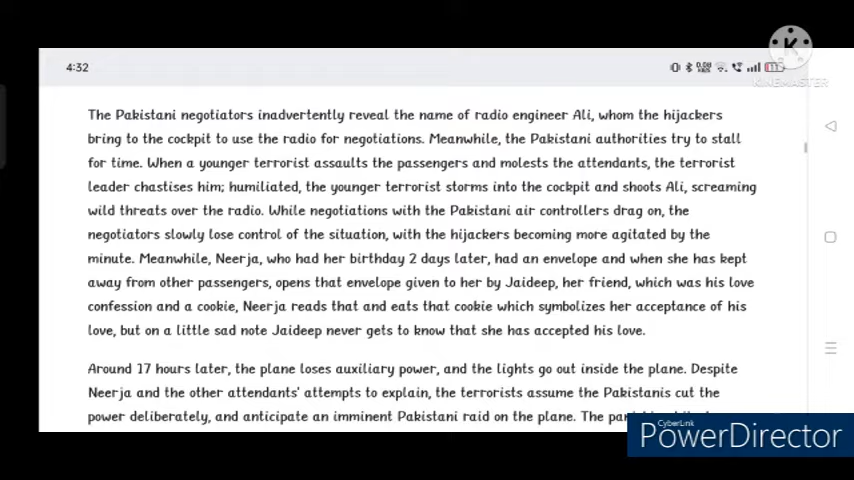 4:32
KINEMASTER
The Pakistani negotiators inadvertently reveal the name of radio engineer Ali, whom the hijackers
bring to the cockpit to use the radio for negotiations. Meanwhile, the Pakistani authorities try to stall
for time. When a younger terrorist assaults the passengers and molests the attendants, the terrorist
leader chastises him; humiliated, the younger terrorist storms into the cockpit and shoots Ali, screaming
wild threats over the radio. While negotiations with the Pakistani air controllers drag on, the
negotiators slowly lose control of the situation, with the hijackers becoming more agitated by the
minute. Meanwhile, Neerja, who had her birthday 2 days later, had an envelope and when she has kept
away from other passengers, opens that envelope given to her by Jaideep, her friend, which was his love
confession and a cookie, Neerja reads that and eats that cookie which symbolizes her acceptance of his
love, but on a little sad note Jaideep never gets to know that she has accepted his love.
Around 17 hours later, the plane loses auxiliary power, and the lights go out inside the plane. Despite
Neerja and the other attendants' attempts to explain, the terrorists assume the Pakistanis cut the
power deliberately, and anticipate an imminent Pakistani raid on the plane. The
CyberLink
PowerDirector